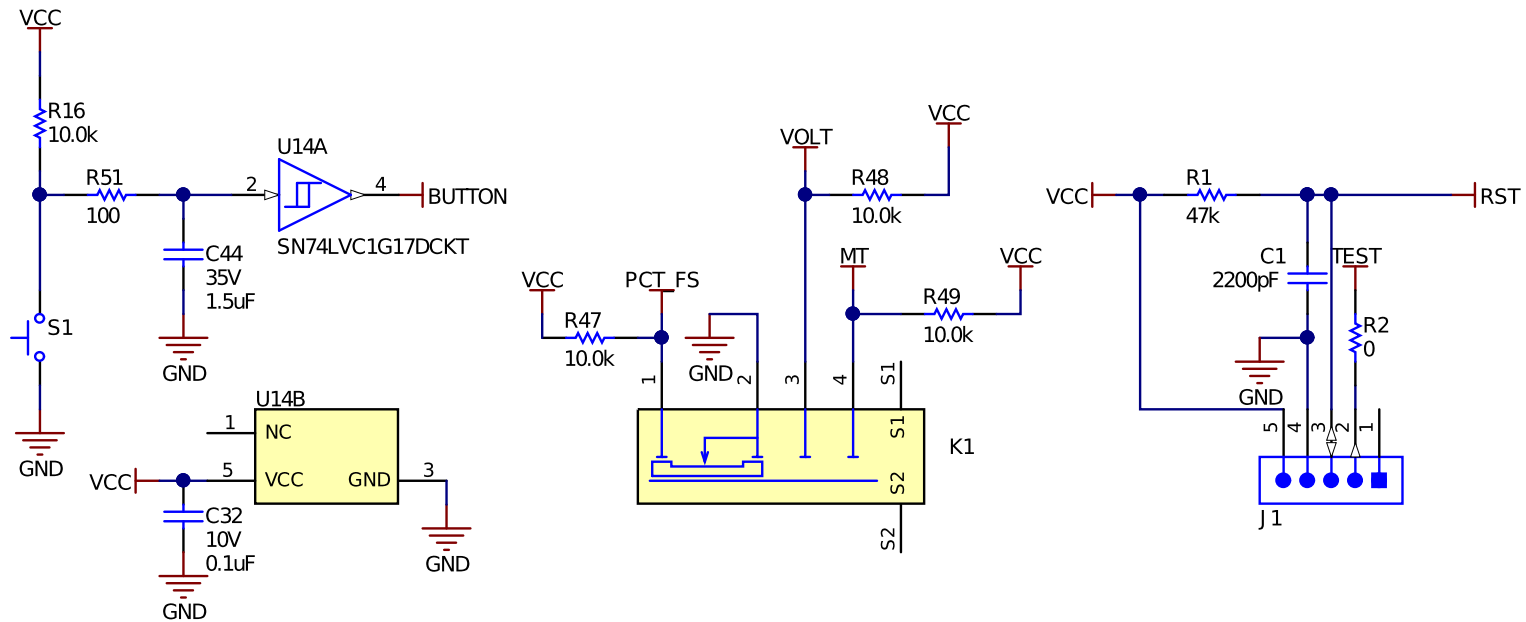 VCC
R16
10.0k
R51
100
U14A
2
4
BUTTON
SN74LVC1G17DCKT
C44
35V
1.5uF
GND
S1
GND
U14B
1
NC
VCC
5
VCC
GND
3
C32
10V
0.1uF
GND
GND
VOLT
VCC
R48
10.0k
MT
VCC
R49
10.0k
VCC
PCT_FS
R47
10.0k
GND
1
2
3
4
S1
S1
K1
S2
S2
VCC
R1
47k
RST
C1
2200pF
TEST
R2
0
GND
5
4
3
2
1
J1